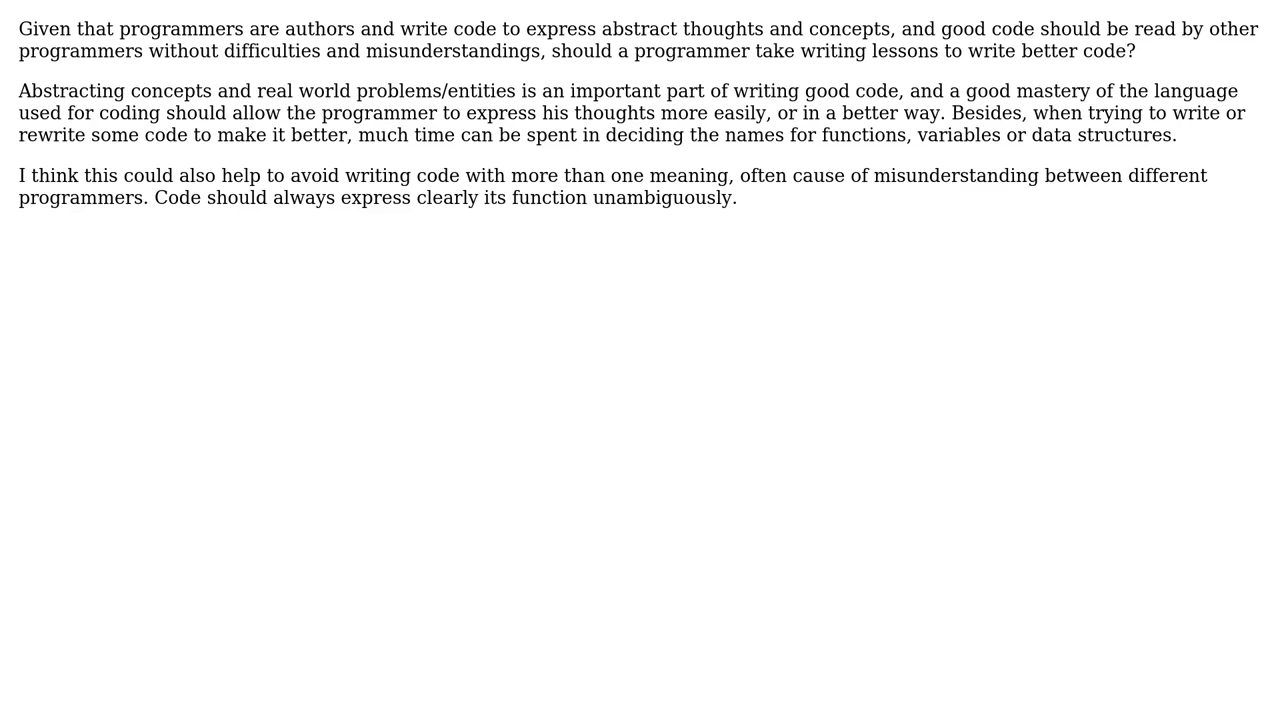 Given that programmers are authors and write code to express abstract thoughts and concepts, and good code should be read by other
programmers without difficulties and misunderstandings, should a programmer take writing lessons to write better code?
Abstracting concepts and real world problems/entities is an important part of writing good code, and a good mastery of the language
used for coding should allow the programmer to express his thoughts more easily, or in a better way. Besides, when trying to write or
rewrite some code to make it better, much time can be spent in deciding the names for functions, variables or data structures.
I think this could also help to avoid writing code with more than one meaning, often cause of misunderstanding between different
programmers. Code should always express clearly its function unambiguously.